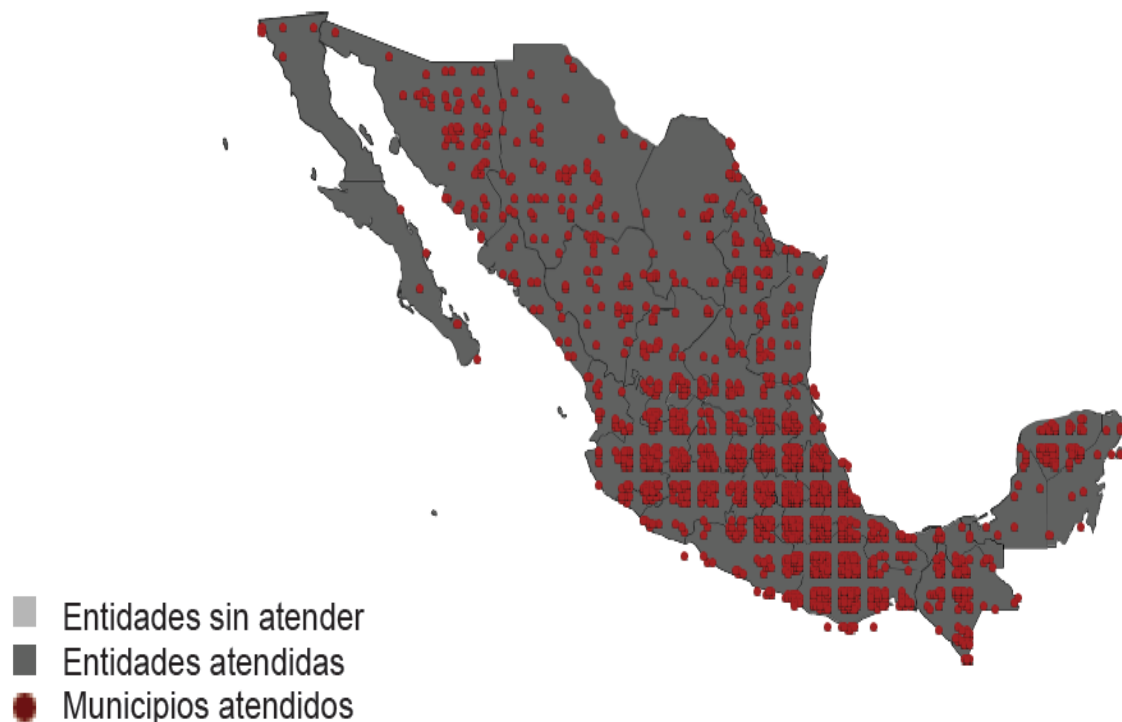 Entidades sin atender
Entidades atendidas
Municipios atendidos